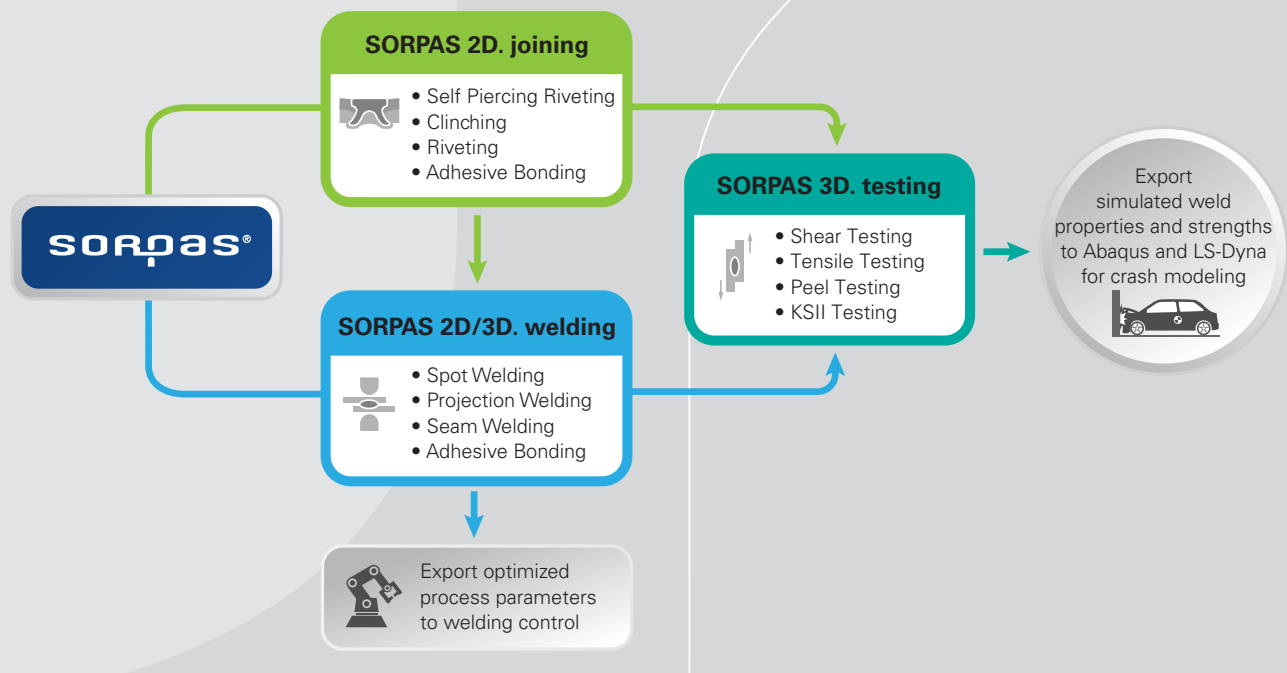 sorpas®
SORPAS 2D. joining
• Self Piercing Riveting
• Clinching
• Riveting
• Adhesive Bonding
SORPAS 2D/3D. welding
• Spot Welding
• Projection Welding
• Seam Welding
• Adhesive Bonding
Export optimized
process parameters
to welding control
SORPAS 3D. testing
• Shear Testing
• Tensile Testing
• Peel Testing
• KSII Testing
Export
simulated weld
properties and strengths
to Abaqus and LS-Dyna
for crash modeling